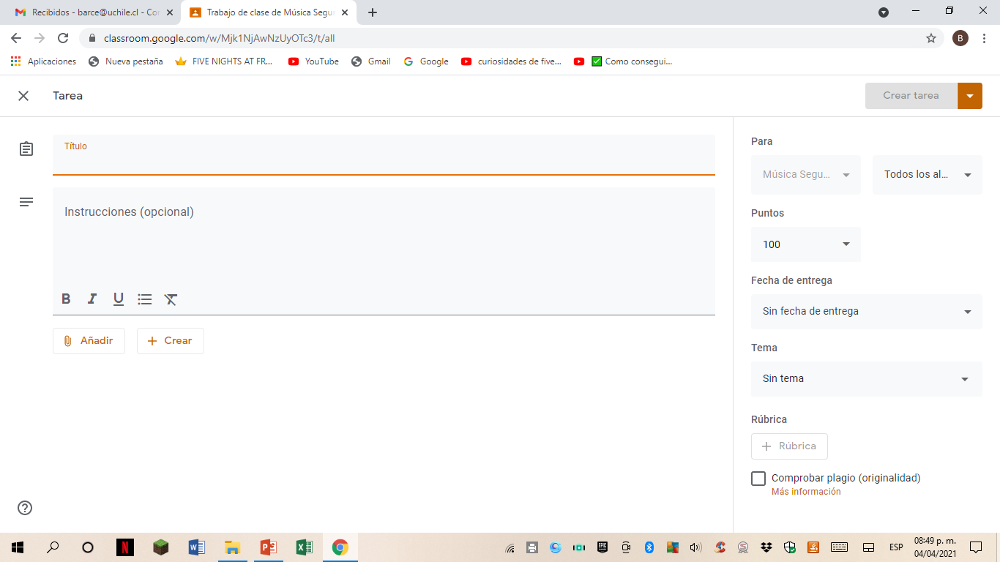 Recibidos - barce@uchile.cl - Cor
Trabajo de clase de Música Segu
classroom.google.com/w/Mjk1NjAwNzUyOTc3/t/all
B
Aplicaciones
Nueva pestaña
FIVE NIGHTS AT FR...
YouTube
Gmail
Google
curiosidades de five...
Como consegui...
Tarea
Crear tarea
Título
Instrucciones (opcional)
B I U
Añadir
Crear
Para
Música Segu...
Todos los al...
Puntos
100
Fecha de entrega
Sin fecha de entrega
Tema
Sin tema
Rúbrica
Rúbrica
Comprobar plagio (originalidad)
Más información
ESP
08:49 p. m.
04/04/2021